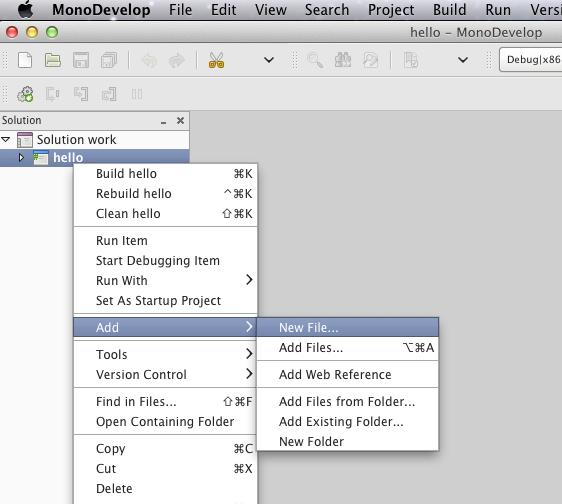 MonoDevelop File Edit View Search Project Build Run Versi
hello – MonoDevelop
Debug|x86
Solution
Solution work
hello
Build hello ⌘K
Rebuild hello ⌃⌘K
Clean hello ⇧⌘K
Run Item
Start Debugging Item
Run With
Set As Startup Project
Add
New File...
Add Files... ⌥⌘A
Tools
Version Control
Add Web Reference
Find in Files... ⇧⌘F
Add Files from Folder...
Open Containing Folder
Add Existing Folder...
New Folder
Copy ⌘C
Cut ⌘X
Delete